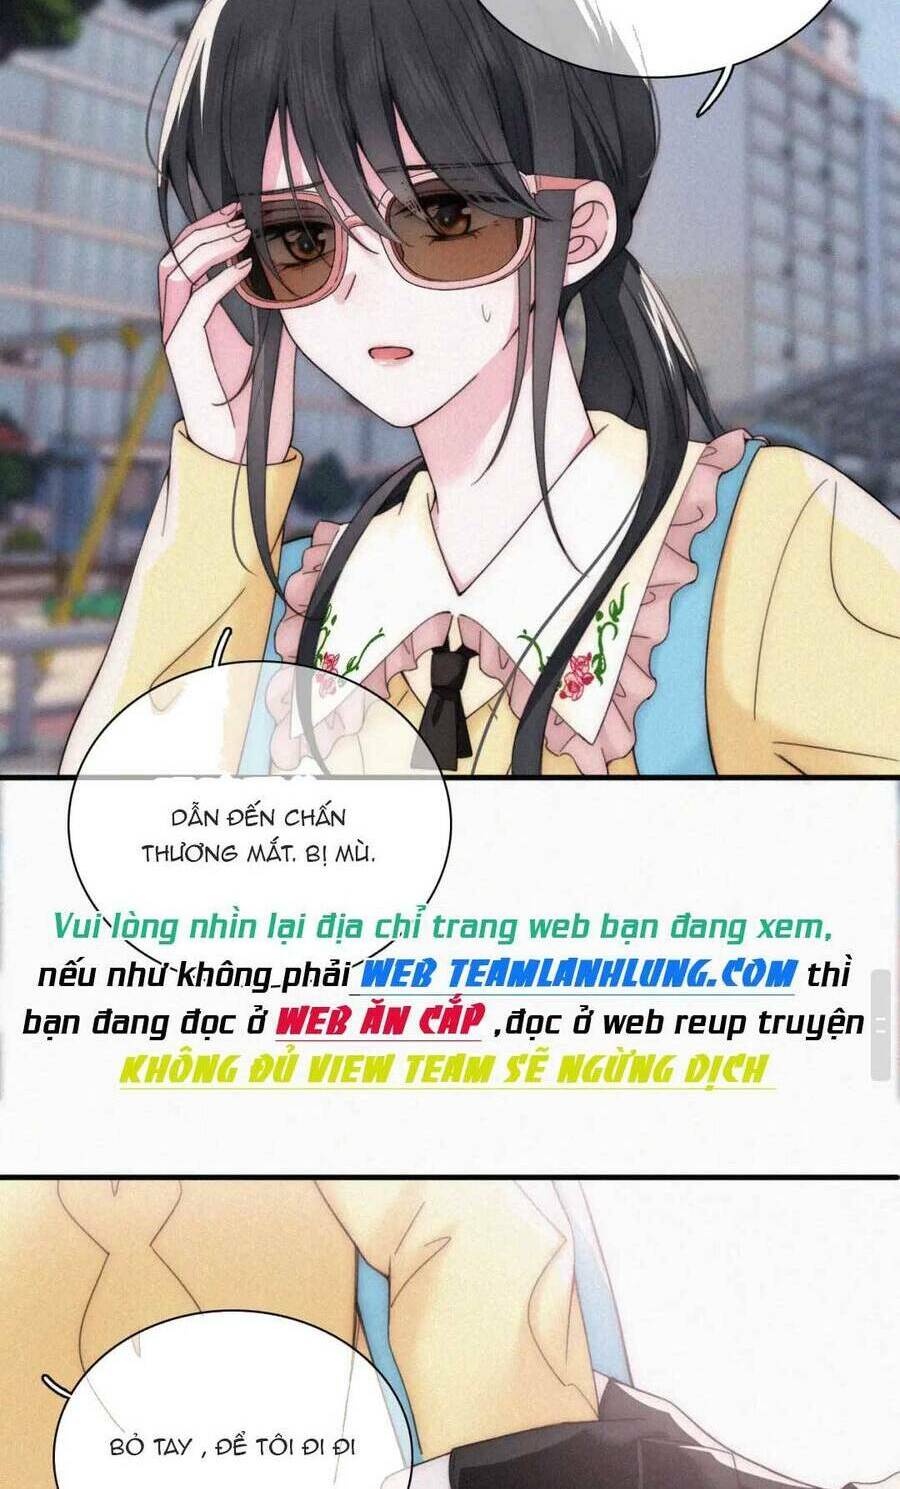 DẪN ĐẾN CHẤN
THƯƠNG MẮT. BỊ MÙ.
Vui lòng nhìn lại địa chỉ trang web bạn đang xem,
nếu như không phải WEB TEAMLANHLUNG.COM thì
bạn đang đọc ở WEB ĂN CẮP ,đọc ở web reup truyện
KHÔNG ĐỦ VIEW TEAM SẼ NGỪNG DỊCH
BỎ TAY , ĐỂ TÔI ĐI ĐI